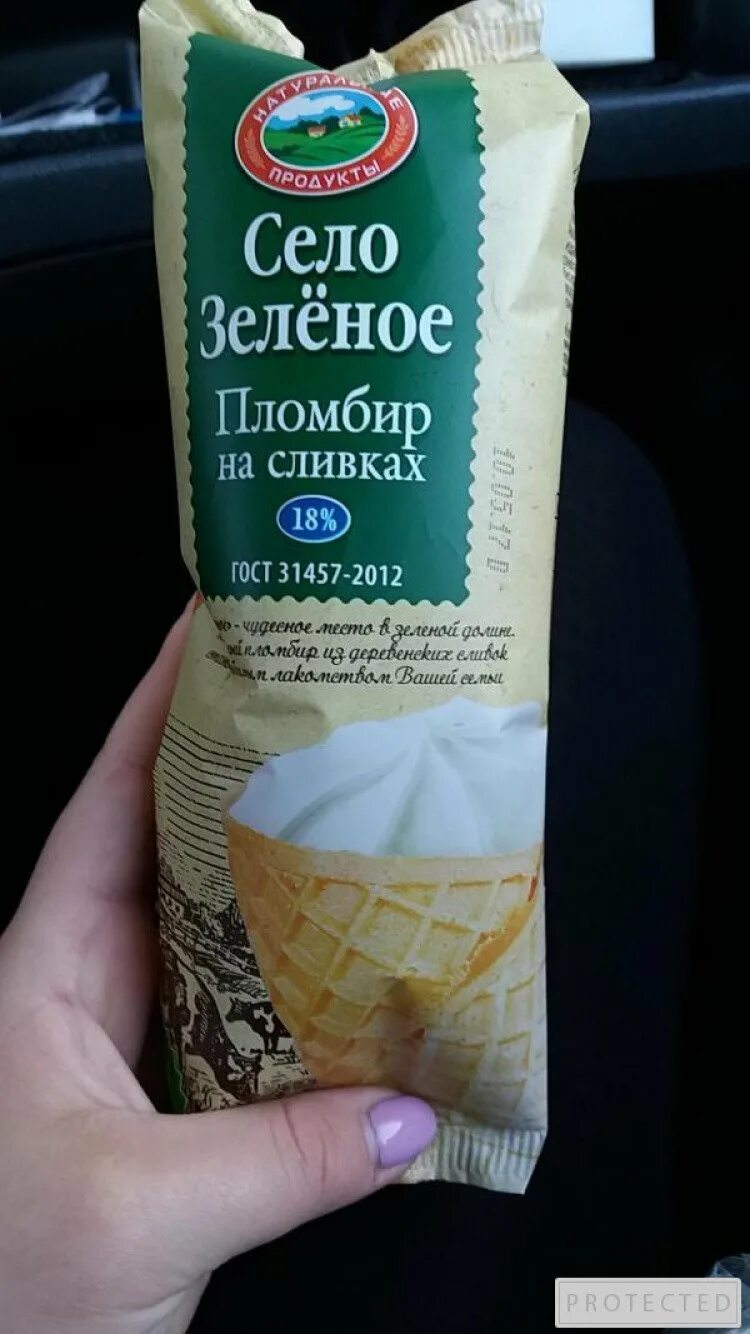 НАТУРАЛЬНЫЕ
ПРОДУКТЫ
Село
Зелёное
Пломбир
на сливках
18%
ГОСТ 31457-2012
- чудесное место в зеленой долине.
пломбир из деревенских сливок
лакомством Вашей семьи
PROTECTED